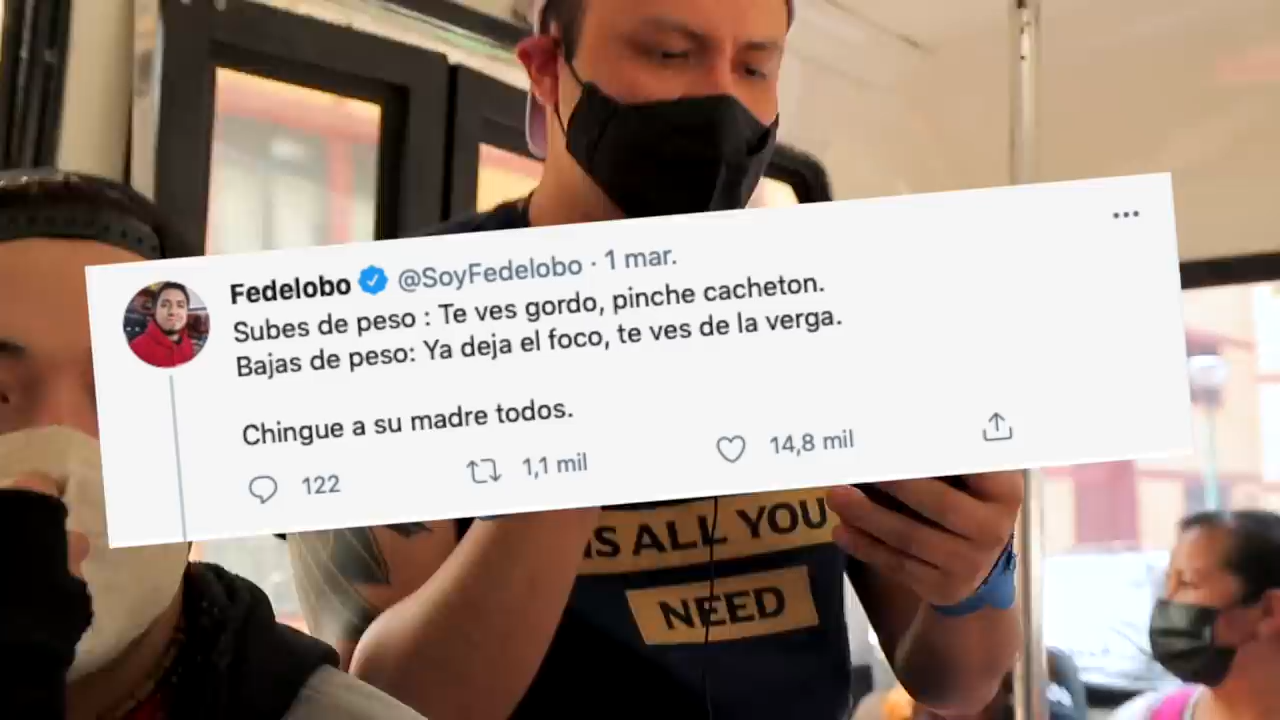 Fedelobo @SoyFedelobo · 1 mar.
Subes de peso : Te ves gordo, pinche cacheton.
Bajas de peso: Ya deja el foco, te ves de la verga.
Chingue a su madre todos.
122 1,1 mil 14,8 mil
IS ALL YOU
NEED